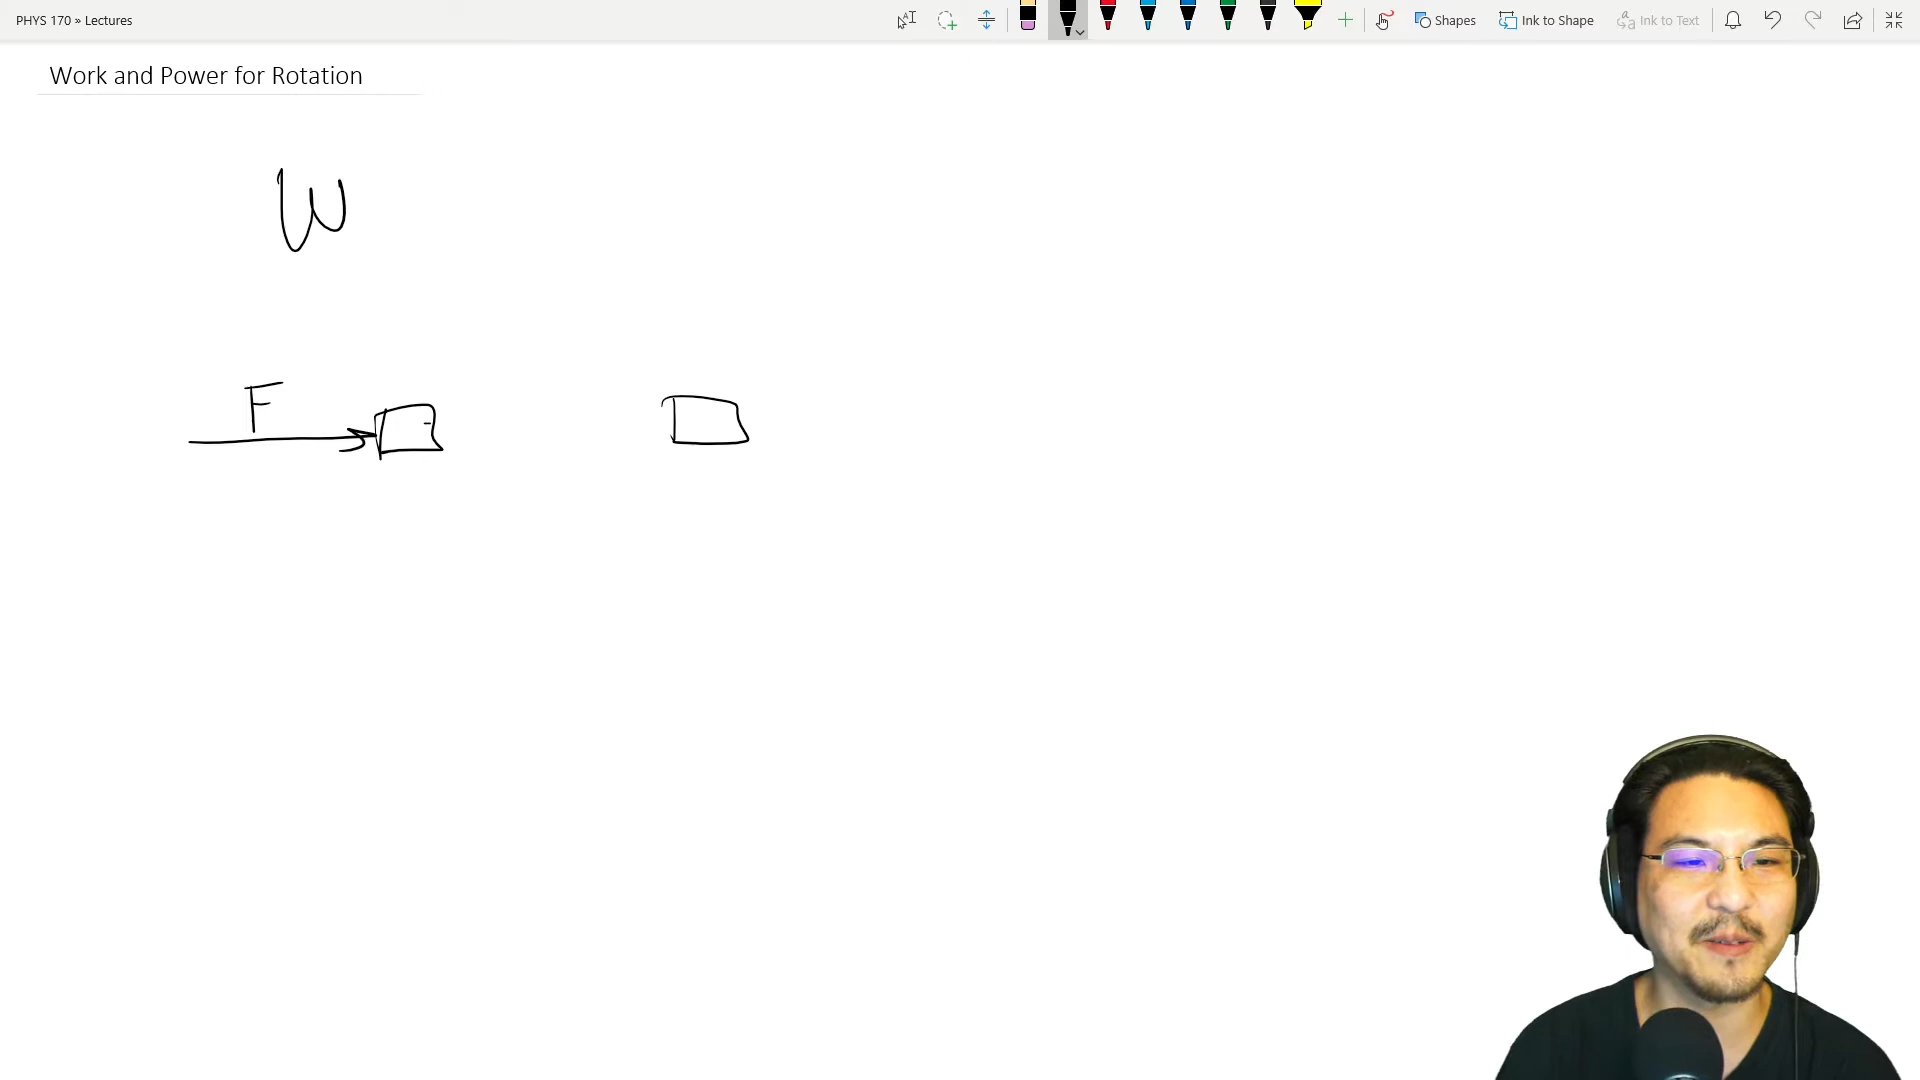 PHYS 170 » Lectures
Shapes Ink to Shape Ink to Text
Work and Power for Rotation
W
F